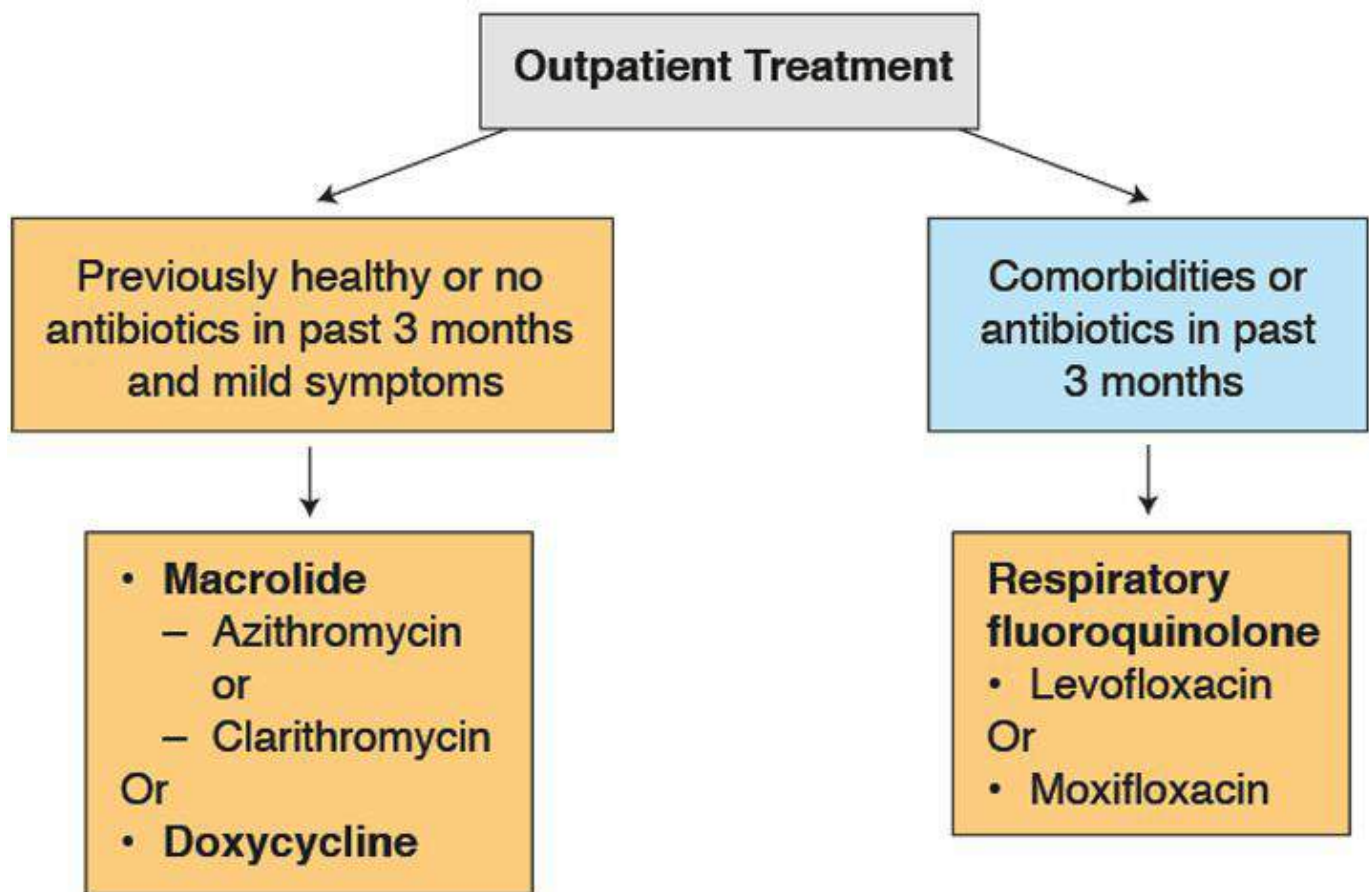 Outpatient Treatment
Previously healthy or no
antibiotics in past 3 months
and mild symptoms
Comorbidities or
antibiotics in past
3 months
• Macrolide
– Azithromycin
or
– Clarithromycin
Or
• Doxycycline
Respiratory
fluoroquinolone
• Levofloxacin
Or
• Moxifloxacin